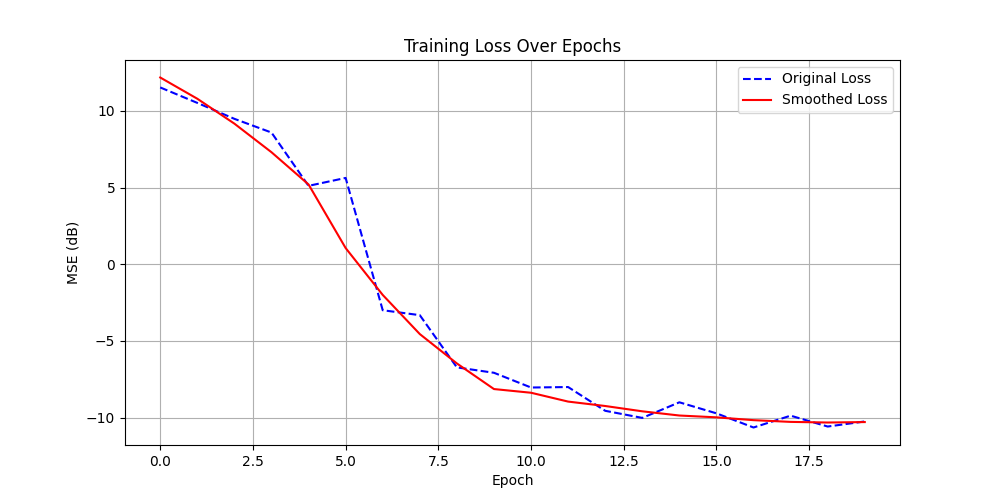 Training Loss Over Epochs
Original Loss
Smoothed Loss
MSE (dB)
10
5
0
−5
−10
0.0 2.5 5.0 7.5 10.0 12.5 15.0 17.5
Epoch